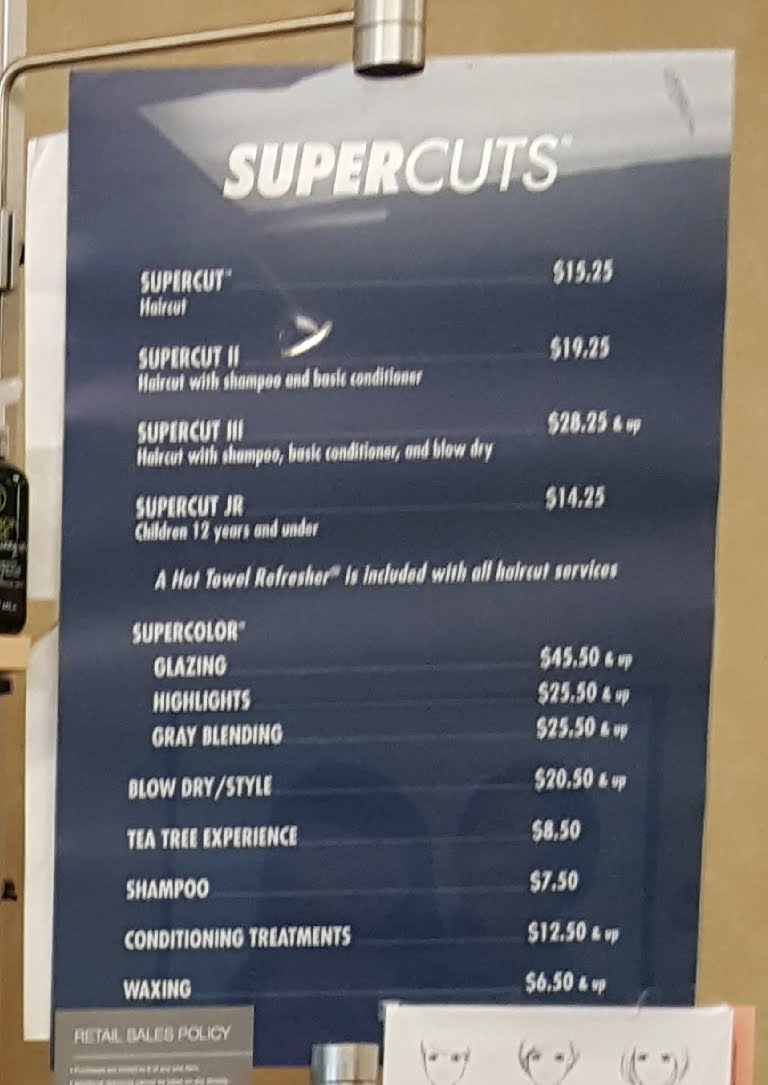 SUPERCUTS
SUPERCUT™ $15.25
Haircut
SUPERCUT II $19.25
Haircut with shampoo and basic conditioner
SUPERCUT III $28.25 & up
Haircut with shampoo, basic conditioner, and blow dry
SUPERCUT JR $14.25
Children 12 years and under
A Hot Towel Refresher® is included with all haircut services
SUPERCOLOR®
GLAZING $45.50 & up
HIGHLIGHTS $25.50 & up
GRAY BLENDING $25.50 & up
BLOW DRY/STYLE $20.50 & up
TEA TREE EXPERIENCE $8.50
SHAMPOO $7.50
CONDITIONING TREATMENTS $12.50 & up
WAXING $6.50 & up
RETAIL SALES POLICY